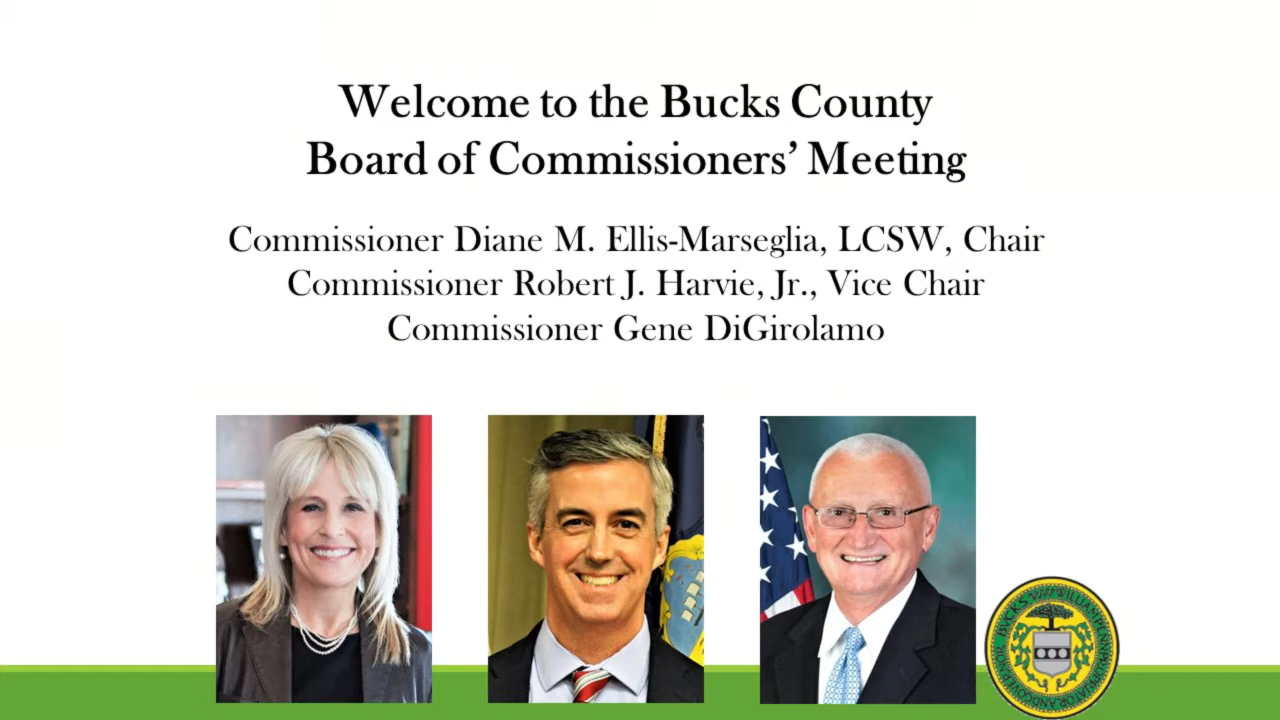 Welcome to the Bucks County
Board of Commissioners’ Meeting
Commissioner Diane M. Ellis-Marseglia, LCSW, Chair
Commissioner Robert J. Harvie, Jr., Vice Chair
Commissioner Gene DiGirolamo